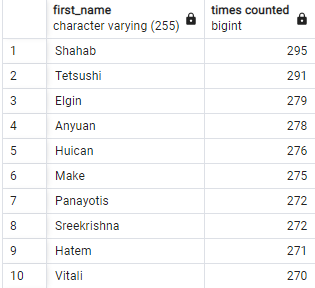 first_name times counted
character varying (255) bigint
1 Shahab 295
2 Tetsushi 291
3 Elgin 279
4 Anyuan 278
5 Huican 276
6 Make 275
7 Panayotis 272
8 Sreekrishna 272
9 Hatem 271
10 Vitali 270